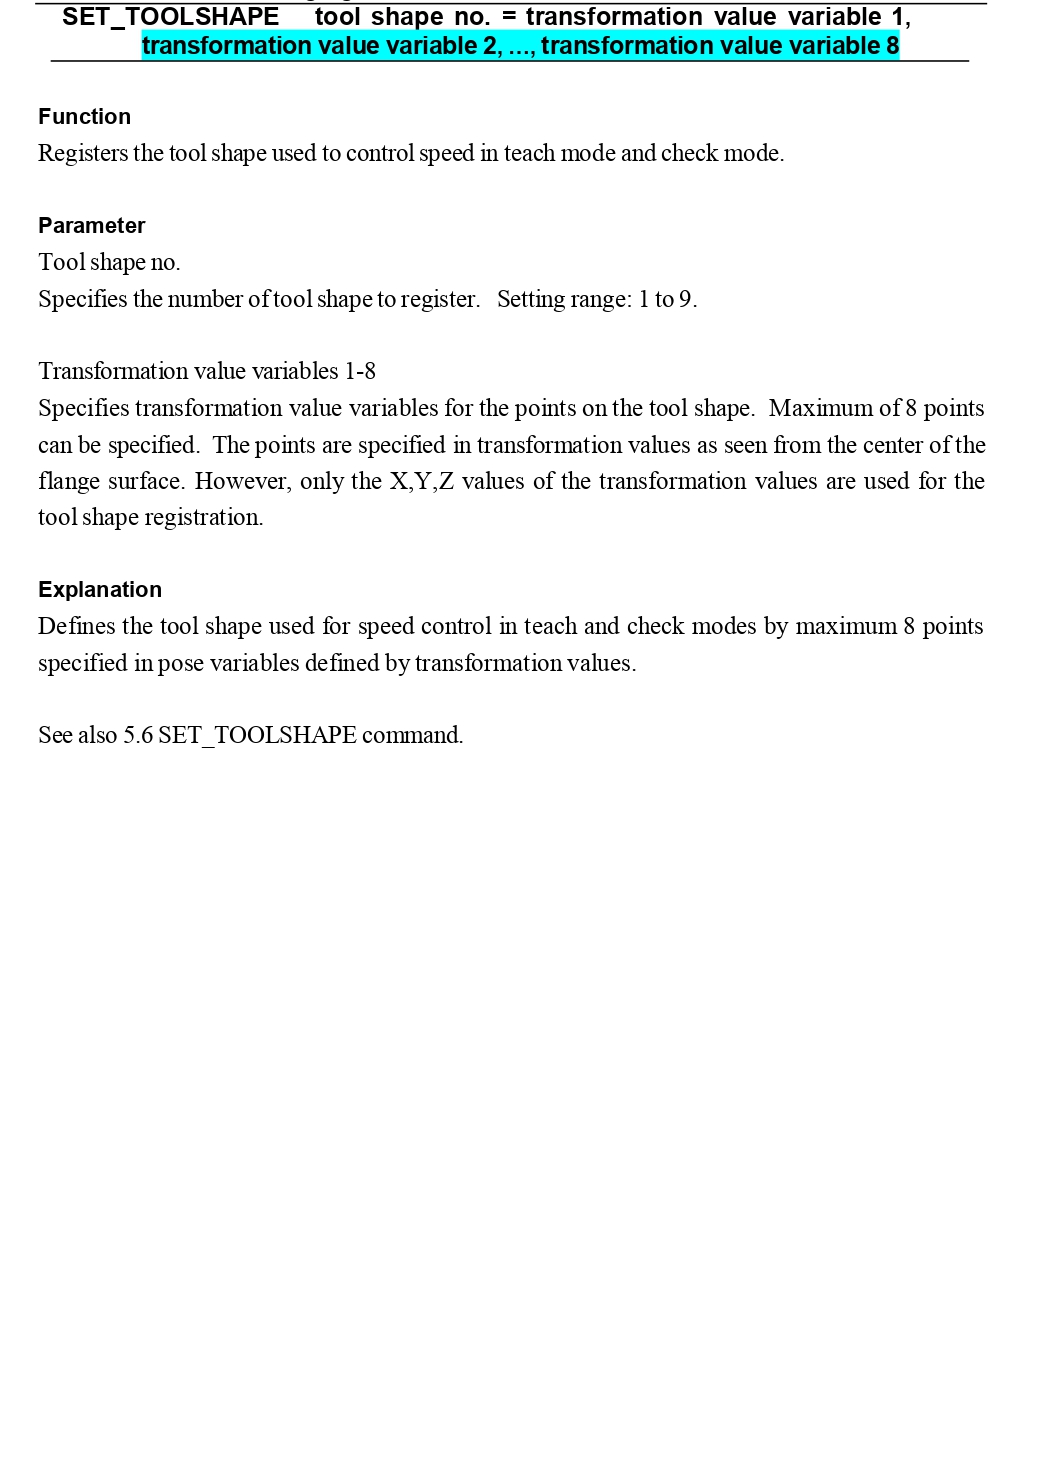 SET_TOOLSHAPE tool shape no. = transformation value variable 1,
transformation value variable 2, ..., transformation value variable 8
Function
Registers the tool shape used to control speed in teach mode and check mode.
Parameter
Tool shape no.
Specifies the number of tool shape to register. Setting range: 1 to 9.
Transformation value variables 1-8
Specifies transformation value variables for the points on the tool shape. Maximum of 8 points
can be specified. The points are specified in transformation values as seen from the center of the
flange surface. However, only the X,Y,Z values of the transformation values are used for the
tool shape registration.
Explanation
Defines the tool shape used for speed control in teach and check modes by maximum 8 points
specified in pose variables defined by transformation values.
See also 5.6 SET_TOOLSHAPE command.